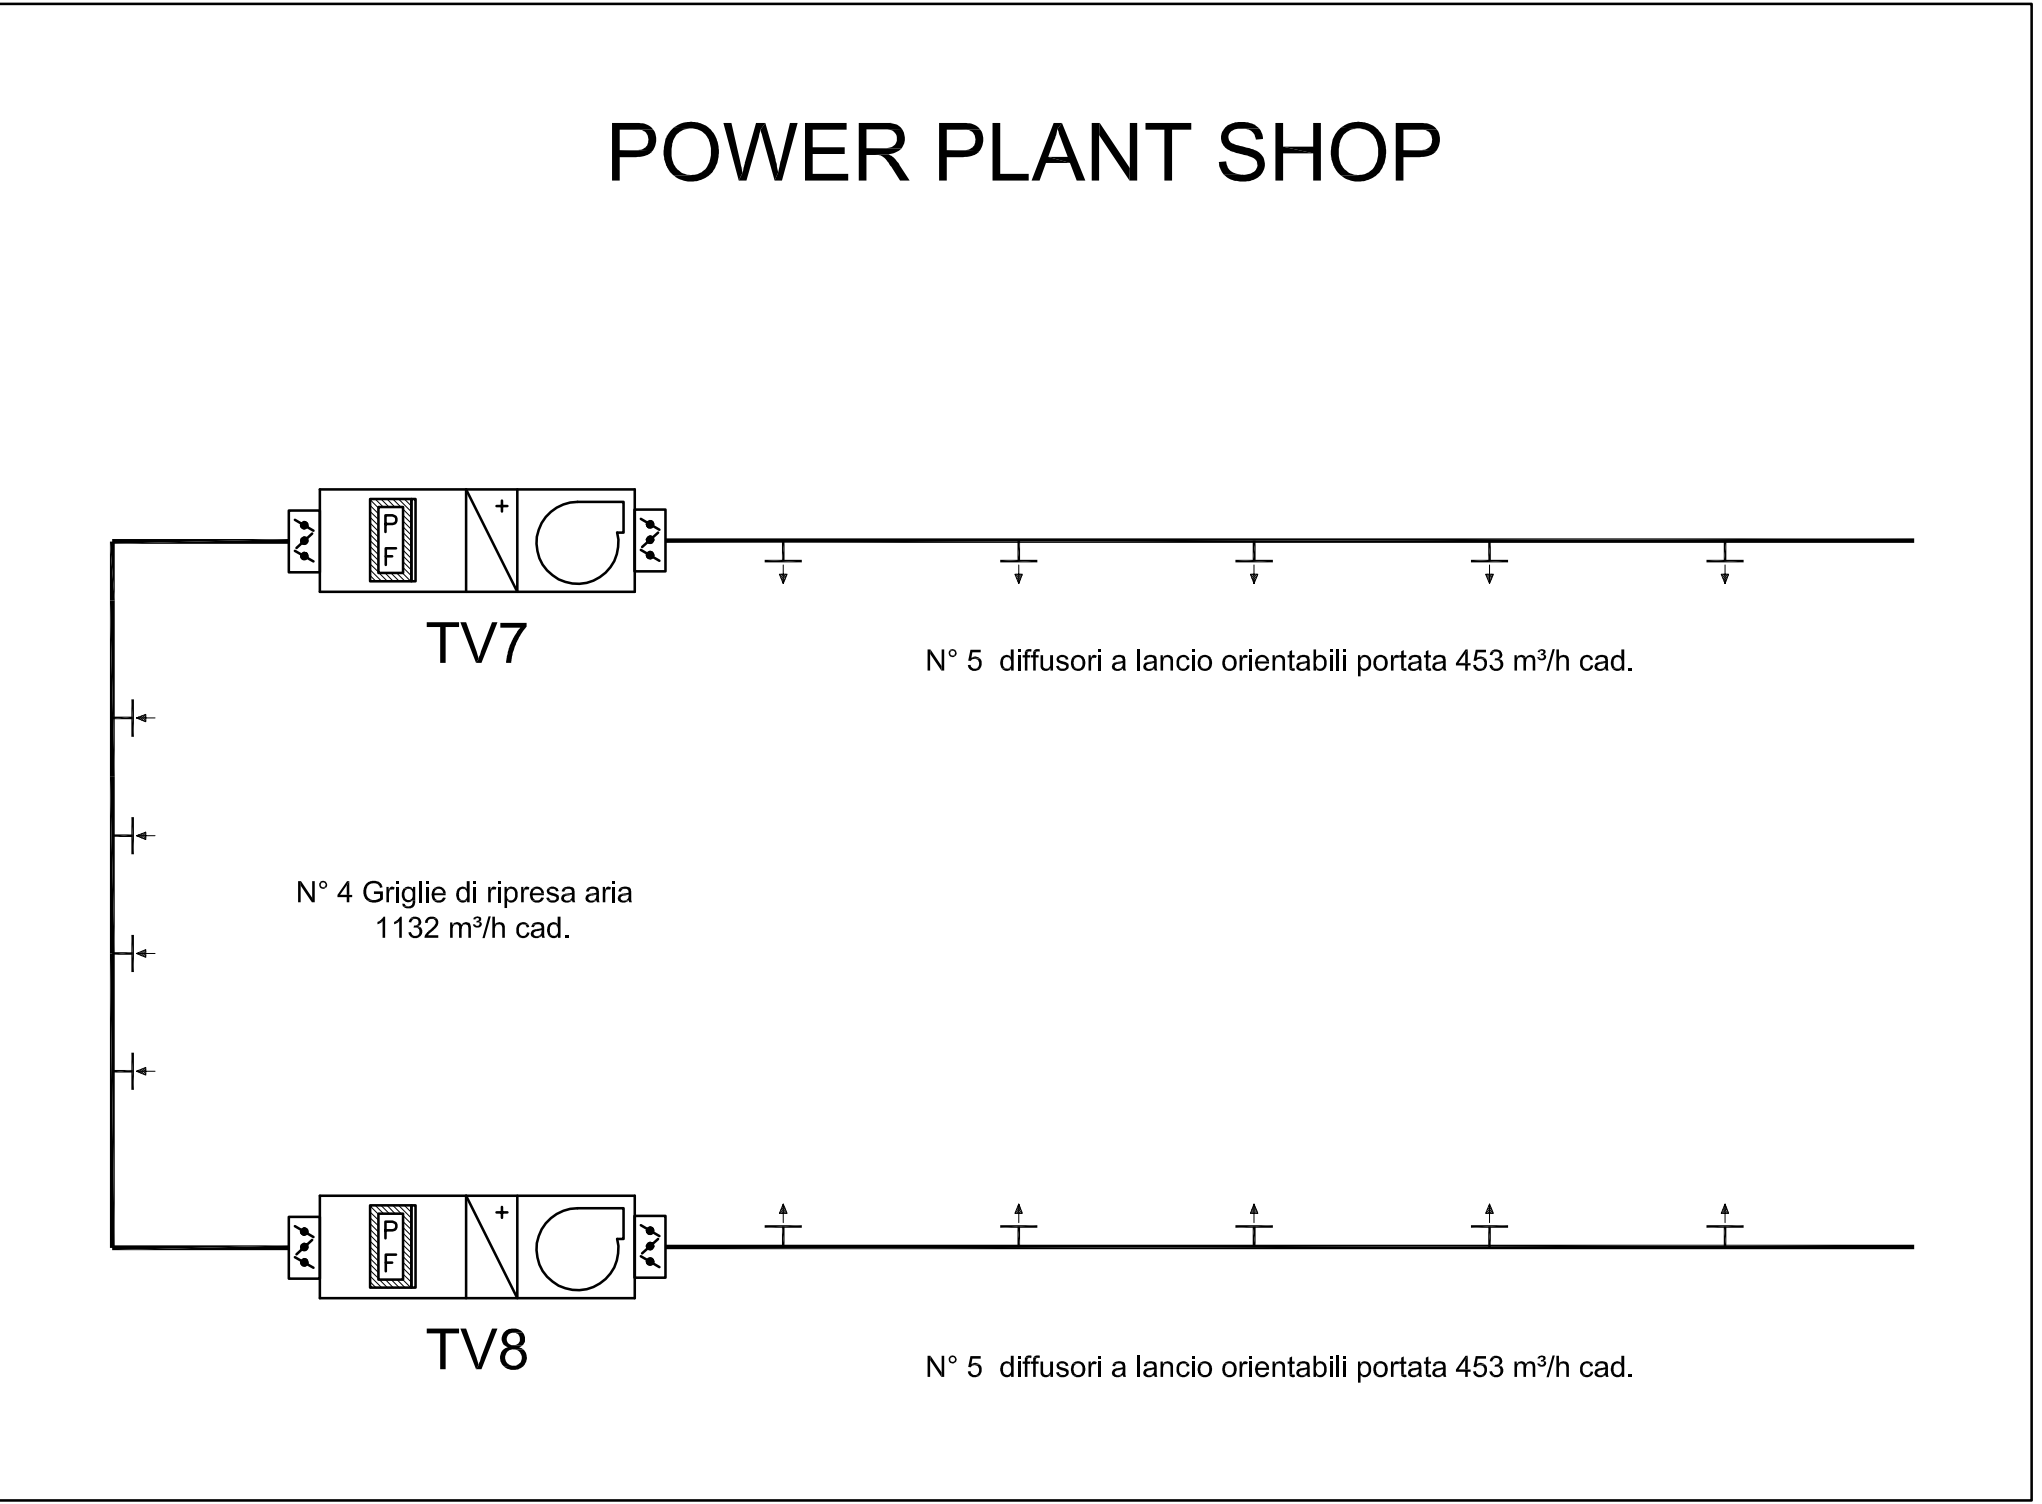 POWER PLANT SHOP
P
F
+
TV7
N° 5  diffusori a lancio orientabili portata 453 m³/h cad.
N° 4 Griglie di ripresa aria
1132 m³/h cad.
P
F
+
TV8
N° 5  diffusori a lancio orientabili portata 453 m³/h cad.